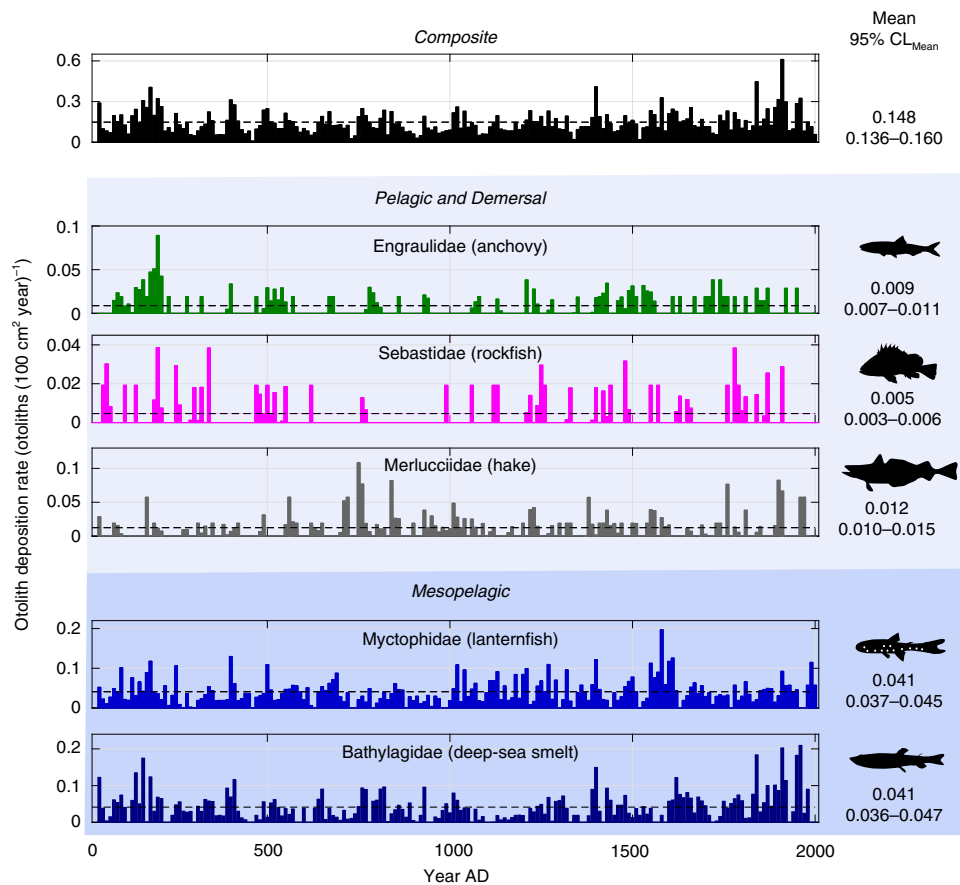 Mean
95% CL_Mean
Composite
0.6
0.3
0
0.148
0.136–0.160
Otolith deposition rate (otoliths (100 cm² year)⁻¹)
Pelagic and Demersal
0.1
0.05
0
Engraulidae (anchovy)
0.009
0.007–0.011
0.04
0.02
0
Sebastidae (rockfish)
0.005
0.003–0.006
0.1
0.05
0
Merlucciidae (hake)
0.012
0.010–0.015
Mesopelagic
0.2
0.1
0
Myctophidae (lanternfish)
0.041
0.037–0.045
0.2
0.1
0
Bathylagidae (deep-sea smelt)
0.041
0.036–0.047
0 500 1000 1500 2000
Year AD